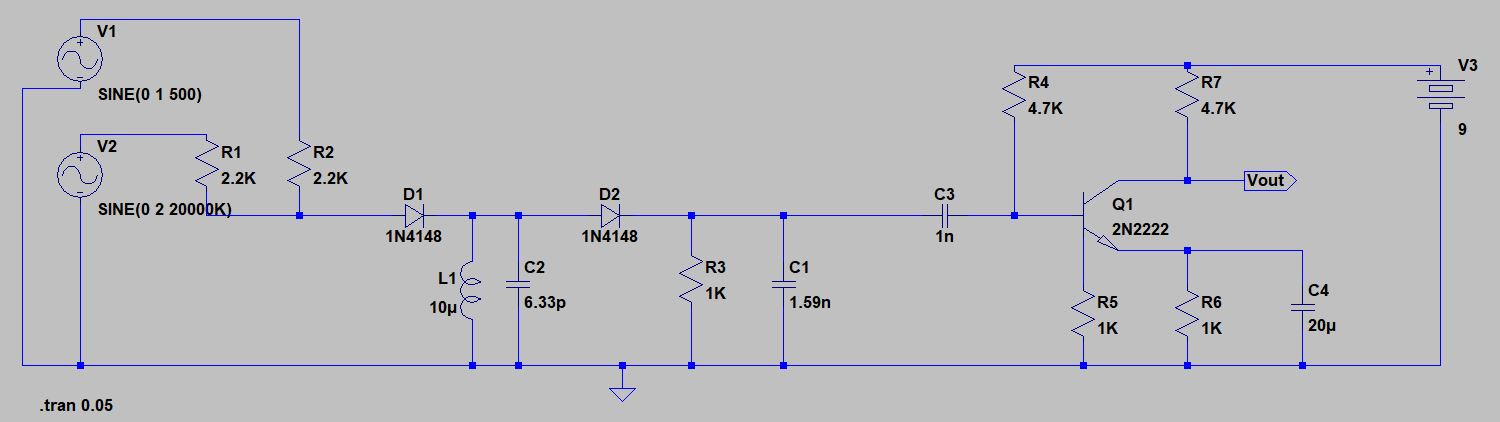 V1
SINE(0 1 500)
V2
SINE(0 2 20000K)
R1
2.2K
R2
2.2K
D1
1N4148
L1
10µ
C2
6.33p
D2
1N4148
R3
1K
C1
1.59n
C3
1n
R4
4.7K
R7
4.7K
V3
+
9
Vout
Q1
2N2222
R5
1K
R6
1K
C4
20µ
.tran 0.05